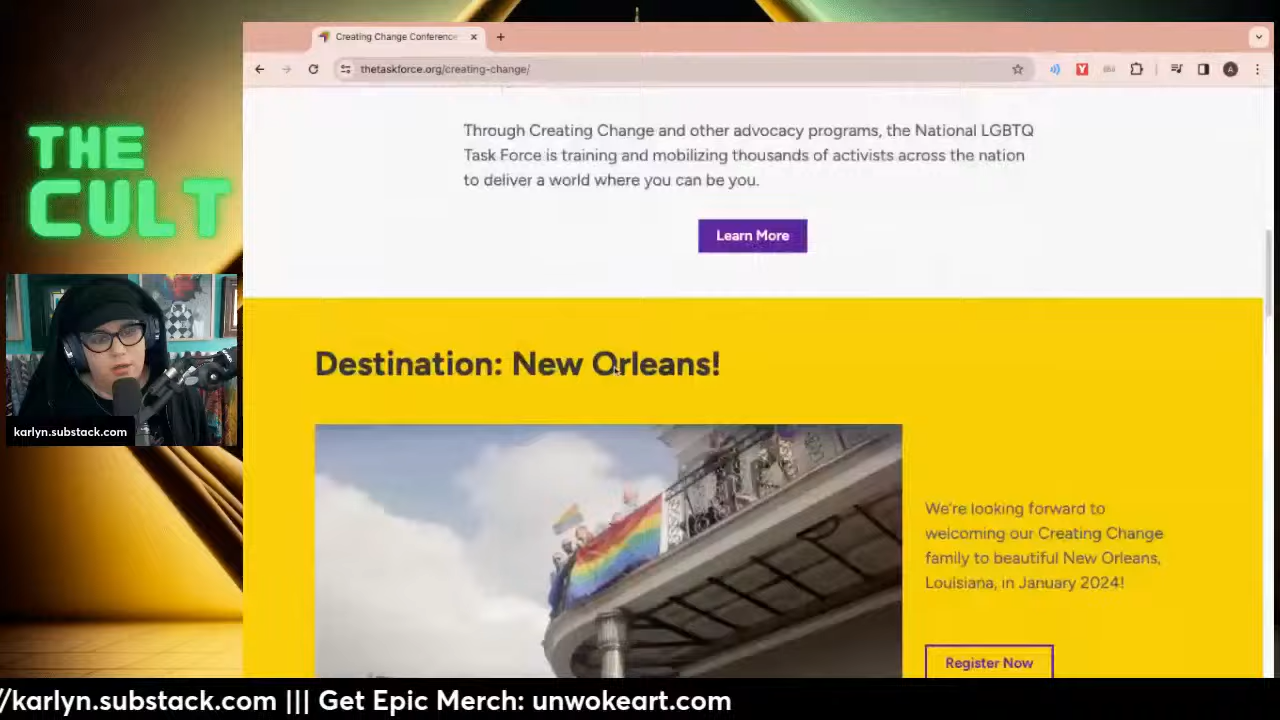 Creating Change Conference
thetaskforce.org/creating-change/
A
THE
CULT
karlyn.substack.com
Through Creating Change and other advocacy programs, the National LGBTQ
Task Force is training and mobilizing thousands of activists across the nation
to deliver a world where you can be you.
Learn More
Destination: New Orleans!
We're looking forward to
welcoming our Creating Change
family to beautiful New Orleans,
Louisiana, in January 2024!
Register Now
//karlyn.substack.com ||| Get Epic Merch: unwokeart.com